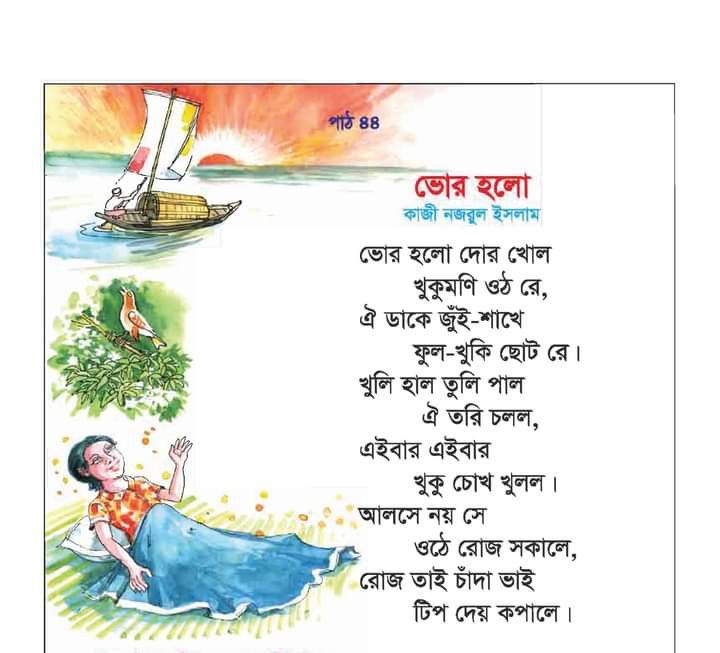 পাঠ ৪৪
ভোর হলো
কাজী নজরুল ইসলাম
ভোর হলো দোর খোল
খুকুমণি ওঠ রে,
ঐ ডাকে জুঁই-শাখে
ফুল-খুকি ছোট রে।
খুলি হাল তুলি পাল
ঐ তরি চলল,
এইবার এইবার
খুকু চোখ খুলল।
আলসে নয় সে
ওঠে রোজ সকালে,
রোজ তাই চাঁদা ভাই
টিপ দেয় কপালে।